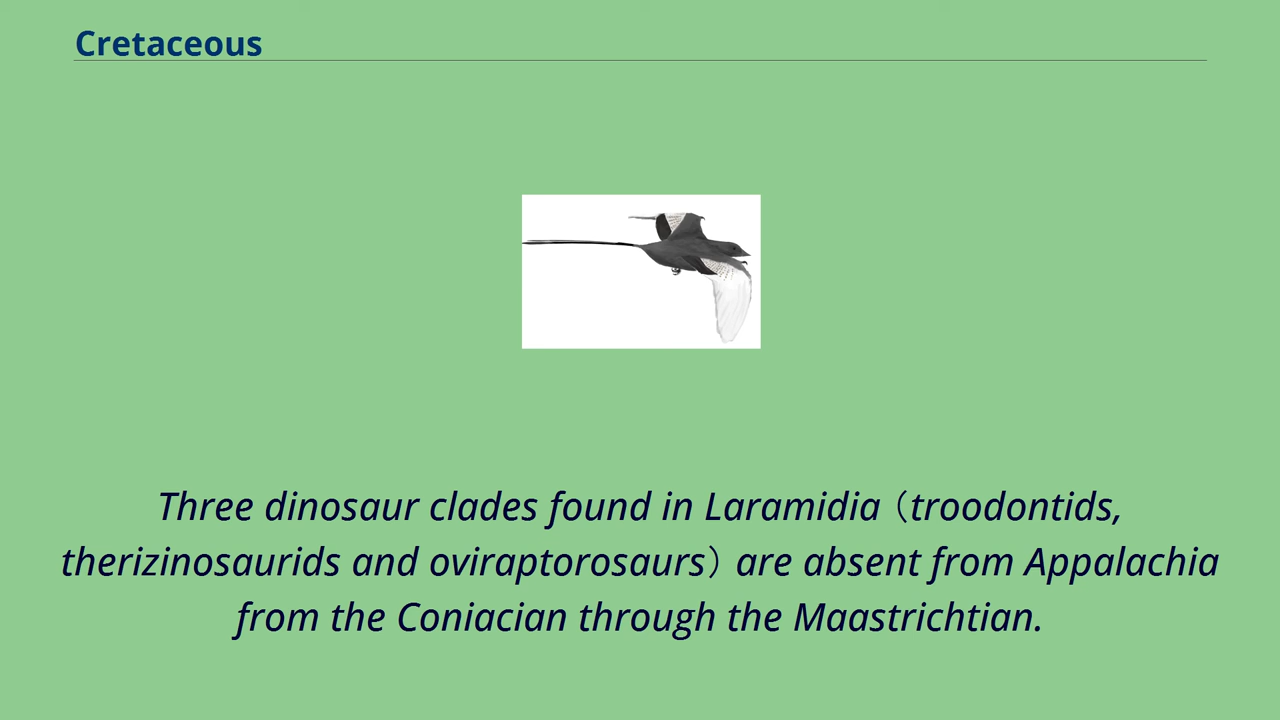 Cretaceous
Three dinosaur clades found in Laramidia (troodontids,
therizinosaurids and oviraptorosaurs) are absent from Appalachia
from the Coniacian through the Maastrichtian.